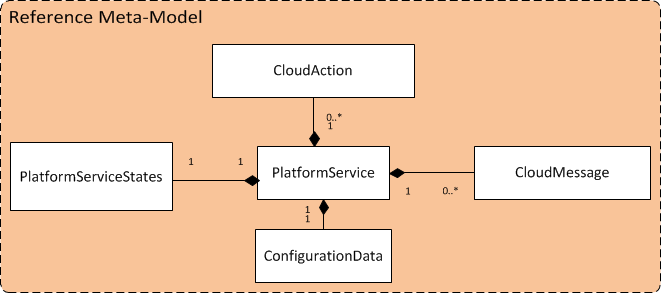 Reference Meta-Model
CloudAction
0..*
1
PlatformServiceStates
1
1
PlatformService
1
0..*
CloudMessage
1
1
ConfigurationData